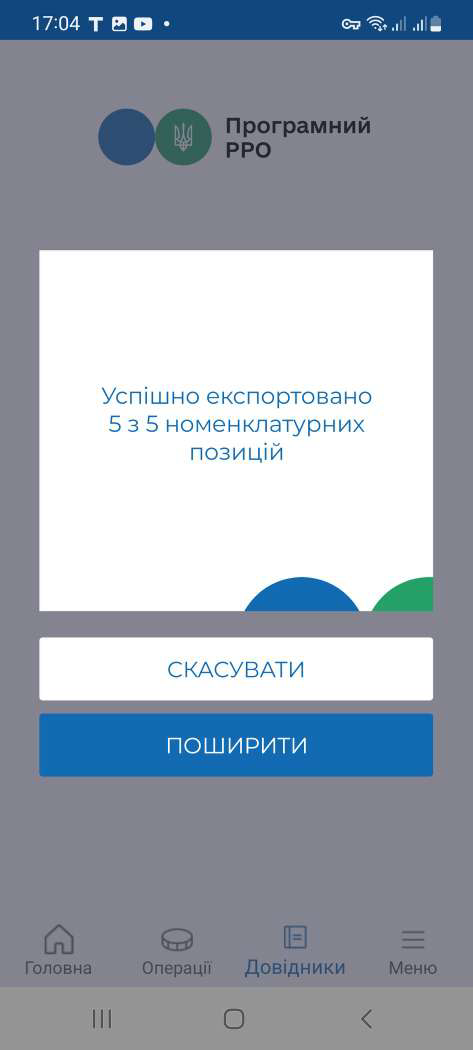 17:04
Програмний
РРО
Успішно експортовано
5 з 5 номенклатурних
позицій
СКАСУВАТИ
ПОШИРИТИ
Головна Операції Довідники Меню